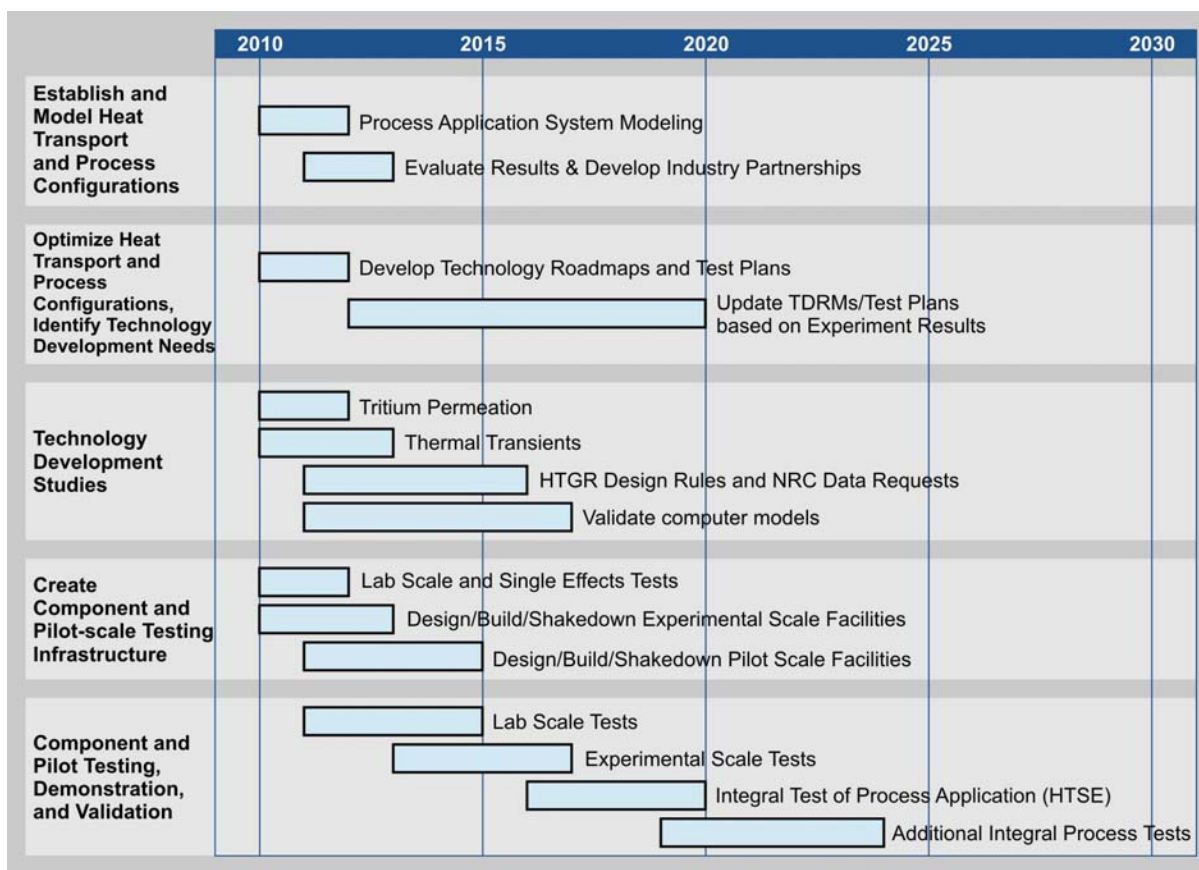 2010 2015 2020 2025 2030
Establish and
Model Heat
Transport
and Process
Configurations
Process Application System Modeling
Evaluate Results & Develop Industry Partnerships
Optimize Heat
Transport and
Process
Configurations,
Identify Technology
Development Needs
Develop Technology Roadmaps and Test Plans
Update TDRMs/Test Plans
based on Experiment Results
Technology
Development
Studies
Tritium Permeation
Thermal Transients
HTGR Design Rules and NRC Data Requests
Validate computer models
Create
Component and
Pilot-scale Testing
Infrastructure
Lab Scale and Single Effects Tests
Design/Build/Shakedown Experimental Scale Facilities
Design/Build/Shakedown Pilot Scale Facilities
Component and
Pilot Testing,
Demonstration,
and Validation
Lab Scale Tests
Experimental Scale Tests
Integral Test of Process Application (HTSE)
Additional Integral Process Tests